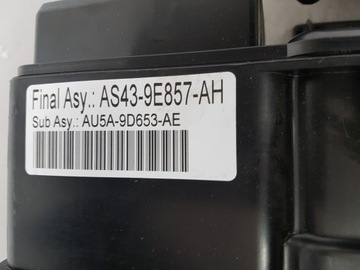 Final Asy.: AS43-9E857-AH
Sub Asy.: AU5A-9D653-AE